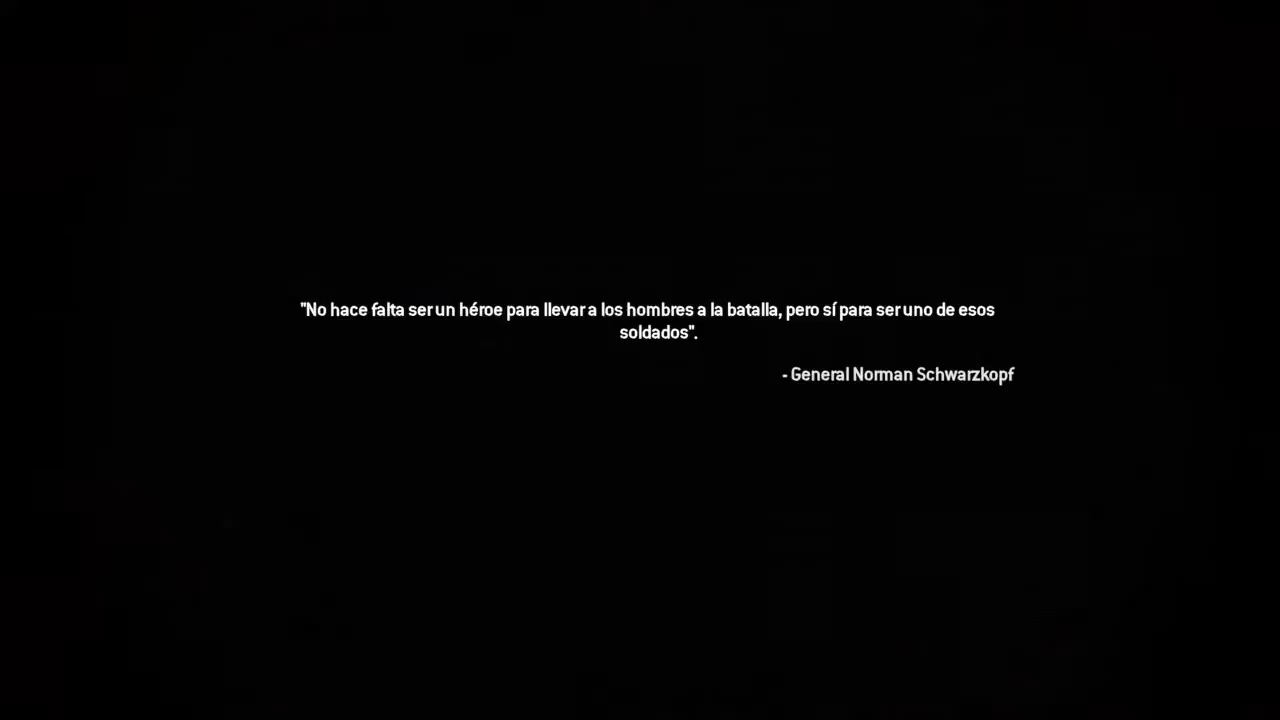 "No hace falta ser un héroe para llevar a los hombres a la batalla, pero sí para ser uno de esos
soldados".
- General Norman Schwarzkopf